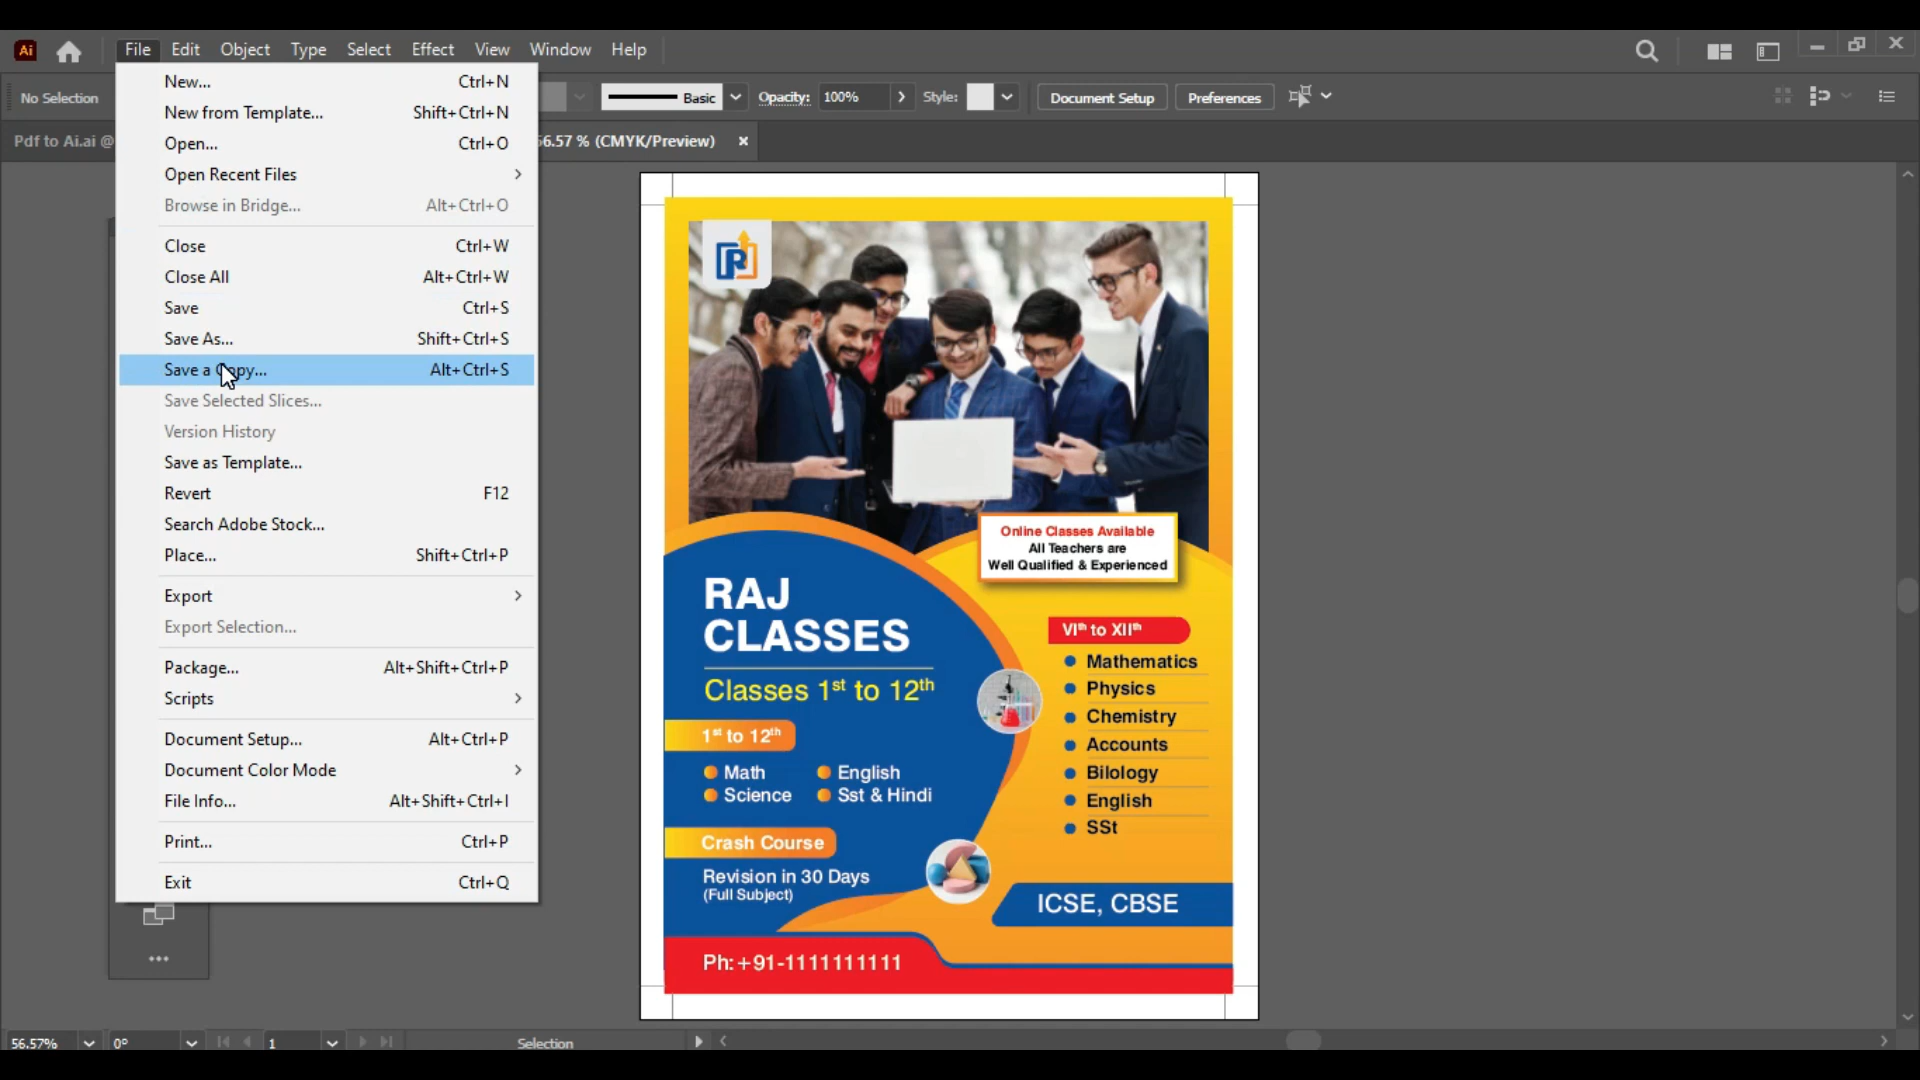 Ai
File Edit Object Type Select Effect View Window Help
No Selection
Basic
Opacity: 100%
Style:
Document Setup
Preferences
Pdf to Ai.ai @
56.57 % (CMYK/Preview) ×
New... Ctrl+N
New from Template... Shift+Ctrl+N
Open... Ctrl+O
Open Recent Files
Browse in Bridge... Alt+Ctrl+O
Close Ctrl+W
Close All Alt+Ctrl+W
Save Ctrl+S
Save As... Shift+Ctrl+S
Save a Copy... Alt+Ctrl+S
Save Selected Slices...
Version History
Save as Template...
Revert F12
Search Adobe Stock...
Place... Shift+Ctrl+P
Export
Export Selection...
Package... Alt+Shift+Ctrl+P
Scripts
Document Setup... Alt+Ctrl+P
Document Color Mode
File Info... Alt+Shift+Ctrl+I
Print... Ctrl+P
Exit Ctrl+Q
R
Online Classes Available
All Teachers are
Well Qualified & Experienced
RAJ
CLASSES
Classes 1st to 12th
1st to 12th
Math
English
Science
Sst & Hindi
Crash Course
Revision in 30 Days
(Full Subject)
VIth to XIIth
Mathematics
Physics
Chemistry
Accounts
Bilology
English
SSt
ICSE, CBSE
Ph:+91-1111111111
56.57% 0° 1 Selection